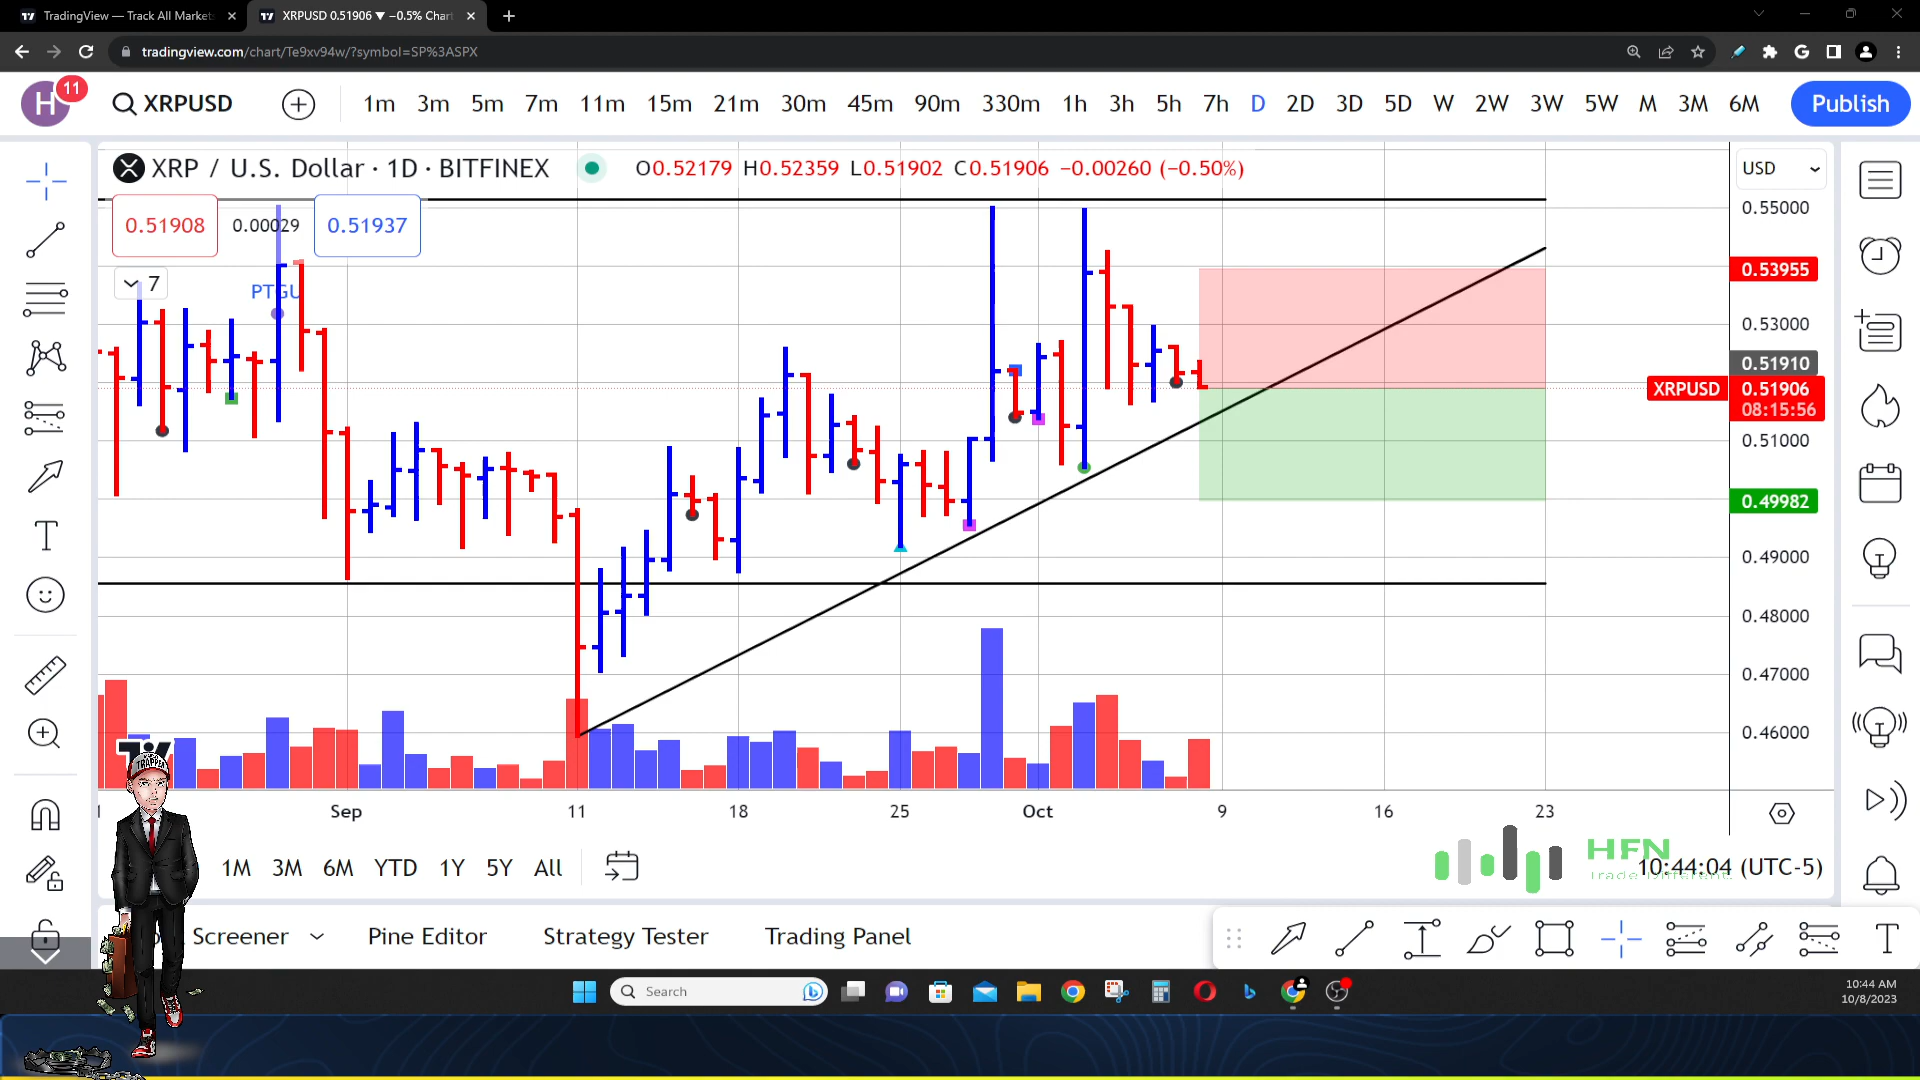 TradingView — Track All Market
XRPUSD 0.51906 ▼ −0.5% Chart
tradingview.com/chart/Te9xv94w/?symbol=SP%3ASPX
H
11
XRPUSD
1m 3m 5m 7m 11m 15m 21m 30m 45m 90m 330m 1h 3h 5h 7h D 2D 3D 5D W 2W 3W 5W M 3M 6M
Publish
XRP / U.S. Dollar · 1D · BITFINEX
O0.52179 H0.52359 L0.51902 C0.51906 −0.00260 (−0.50%)
USD
0.51908
0.00029
0.51937
7
PTGU
0.55000
0.53955
0.53000
0.51910
XRPUSD
0.51906
08:15:56
0.51000
0.49982
0.49000
0.48000
0.47000
0.46000
Sep 11 18 25 Oct 9 16 23
TRAPPER
1M 3M 6M YTD 1Y 5Y All
HFN
Trade Different.
10:44:04 (UTC-5)
Screener
Pine Editor
Strategy Tester
Trading Panel
Search
10:44 AM
10/8/2023